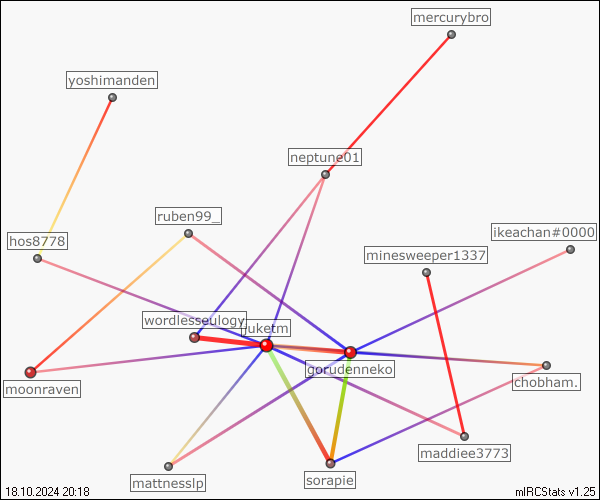 mercurybro
yoshimanden
neptune01
ruben99_
ikeachan#0000
hos8778
minesweeper1337
wordlesseulogy
juketm
gorudenneko
moonraven
chobham.
maddiee3773
mattnesslp
sorapie
18.10.2024 20:18
mIRCStats v1.25